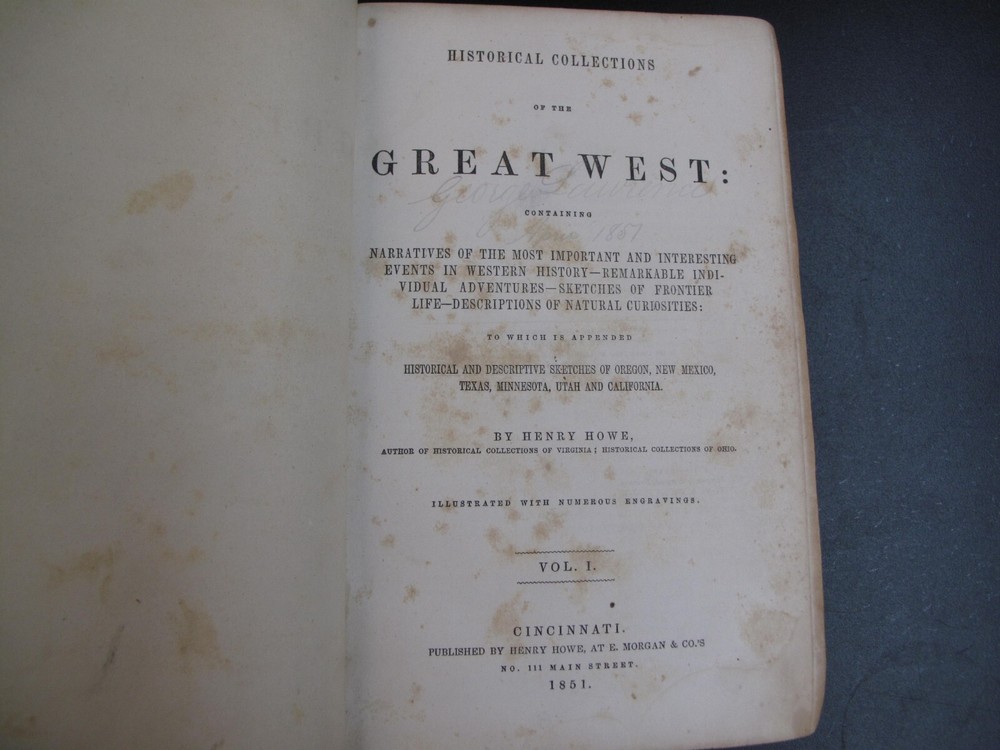 HISTORICAL COLLECTIONS
OF THE
GREAT WEST:
George
CONTAINING
1851
NARRATIVES OF THE MOST IMPORTANT AND INTERESTING
EVENTS IN WESTERN HISTORY—REMARKABLE INDI-
VIDUAL ADVENTURES—SKETCHES OF FRONTIER
LIFE—DESCRIPTIONS OF NATURAL CURIOSITIES:
TO WHICH IS APPENDED
HISTORICAL AND DESCRIPTIVE SKETCHES OF OREGON, NEW MEXICO,
TEXAS, MINNESOTA, UTAH AND CALIFORNIA.
BY HENRY HOWE,
AUTHOR OF HISTORICAL COLLECTIONS OF VIRGINIA; HISTORICAL COLLECTIONS OF OHIO.
ILLUSTRATED WITH NUMEROUS ENGRAVINGS.
VOL. I.
CINCINNATI.
PUBLISHED BY HENRY HOWE, AT E. MORGAN & CO.'S
NO. 111 MAIN STREET.
1851.